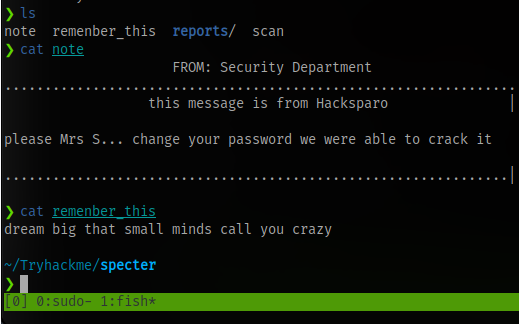 ❯ ls
note remenber_this reports/ scan
❯ cat note
FROM: Security Department
................................................................
this message is from Hacksparo |
please Mrs S... change your password we were able to crack it
...............................................................|
❯ cat remenber_this
dream big that small minds call you crazy
~/Tryhackme/specter
❯
[0] 0:sudo- 1:fish*